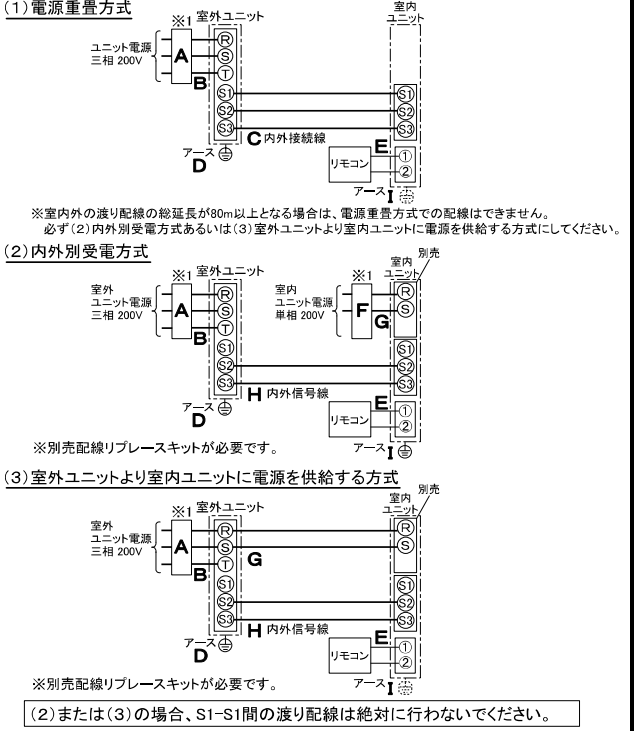 (1)電源重畳方式
※1
室外ユニット
室内
ユニット
ユニット電源
三相 200V
A
B
R
S
T
S1
S2
S3
S1
S2
S3
C 内外接続線
アース
D
E
リモコン
①
②
アース I
※室内外の渡り配線の総延長が80m以上となる場合は、電源重畳方式での配線はできません。
必ず(2)内外別受電方式あるいは(3)室外ユニットより室内ユニットに電源を供給する方式にしてください。
(2)内外別受電方式
※1
室外ユニット
※1
室内
ユニット
別売
室外
ユニット電源
三相 200V
A
B
R
S
T
S1
S2
S3
室内
ユニット電源
単相 200V
F
G
R
S
S1
S2
S3
H 内外信号線
アース
D
E
リモコン
①
②
アース I
※別売配線リプレースキットが必要です。
(3)室外ユニットより室内ユニットに電源を供給する方式
※1
室外ユニット
室内
ユニット
別売
室外
ユニット電源
三相 200V
A
B
R
S
T
S1
S2
S3
G
R
S
S1
S2
S3
H 内外信号線
アース
D
E
リモコン
①
②
アース I
※別売配線リプレースキットが必要です。
(2)または(3)の場合、S1-S1間の渡り配線は絶対に行わないでください。